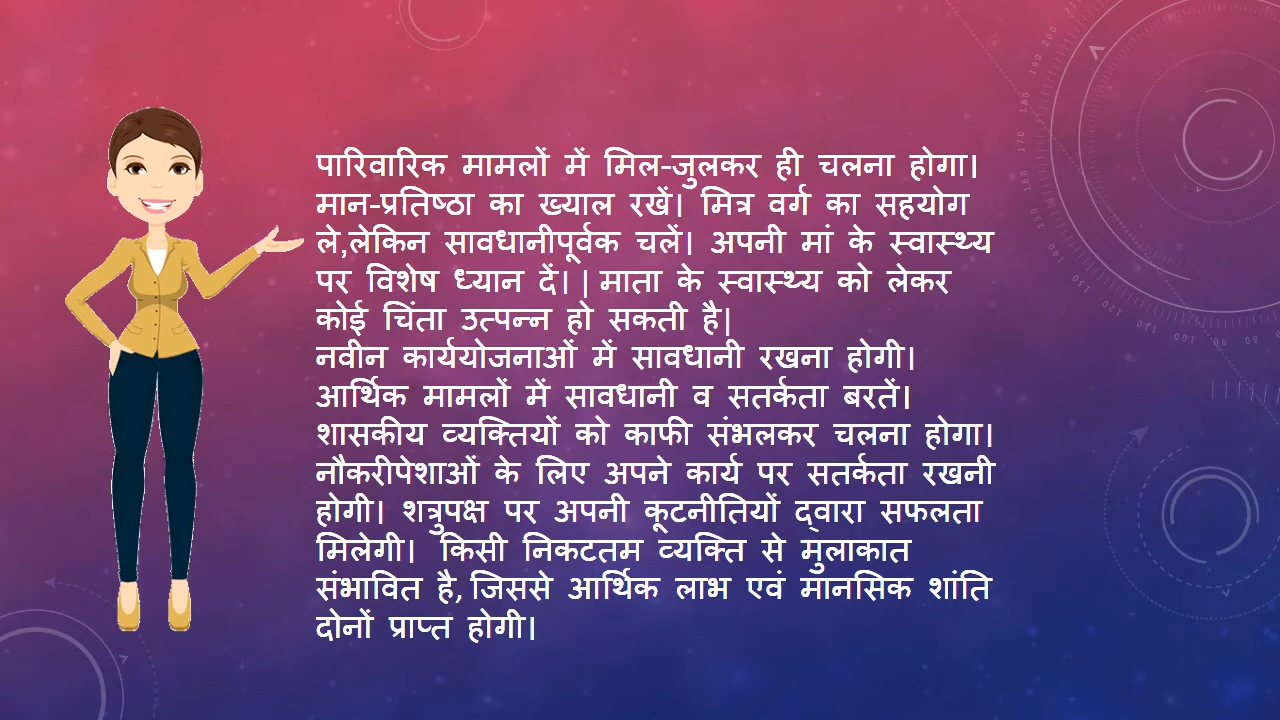 पारिवारिक मामलों में मिल-जुलकर ही चलना होगा।
मान-प्रतिष्ठा का ख्याल रखें। मित्र वर्ग का सहयोग
ले,लेकिन सावधानीपूर्वक चलें। अपनी मां के स्वास्थ्य
पर विशेष ध्यान दें। | माता के स्वास्थ्य को लेकर
कोई चिंता उत्पन्न हो सकती है|
नवीन कार्ययोजनाओं में सावधानी रखना होगी।
आर्थिक मामलों में सावधानी व सतर्कता बरतें।
शासकीय व्यक्तियों को काफी संभलकर चलना होगा।
नौकरीपेशाओं के लिए अपने कार्य पर सतर्कता रखनी
होगी। शत्रुपक्ष पर अपनी कूटनीतियों द्वारा सफलता
मिलेगी। किसी निकटतम व्यक्ति से मुलाकात
संभावित है, जिससे आर्थिक लाभ एवं मानसिक शांति
दोनों प्राप्त होगी।